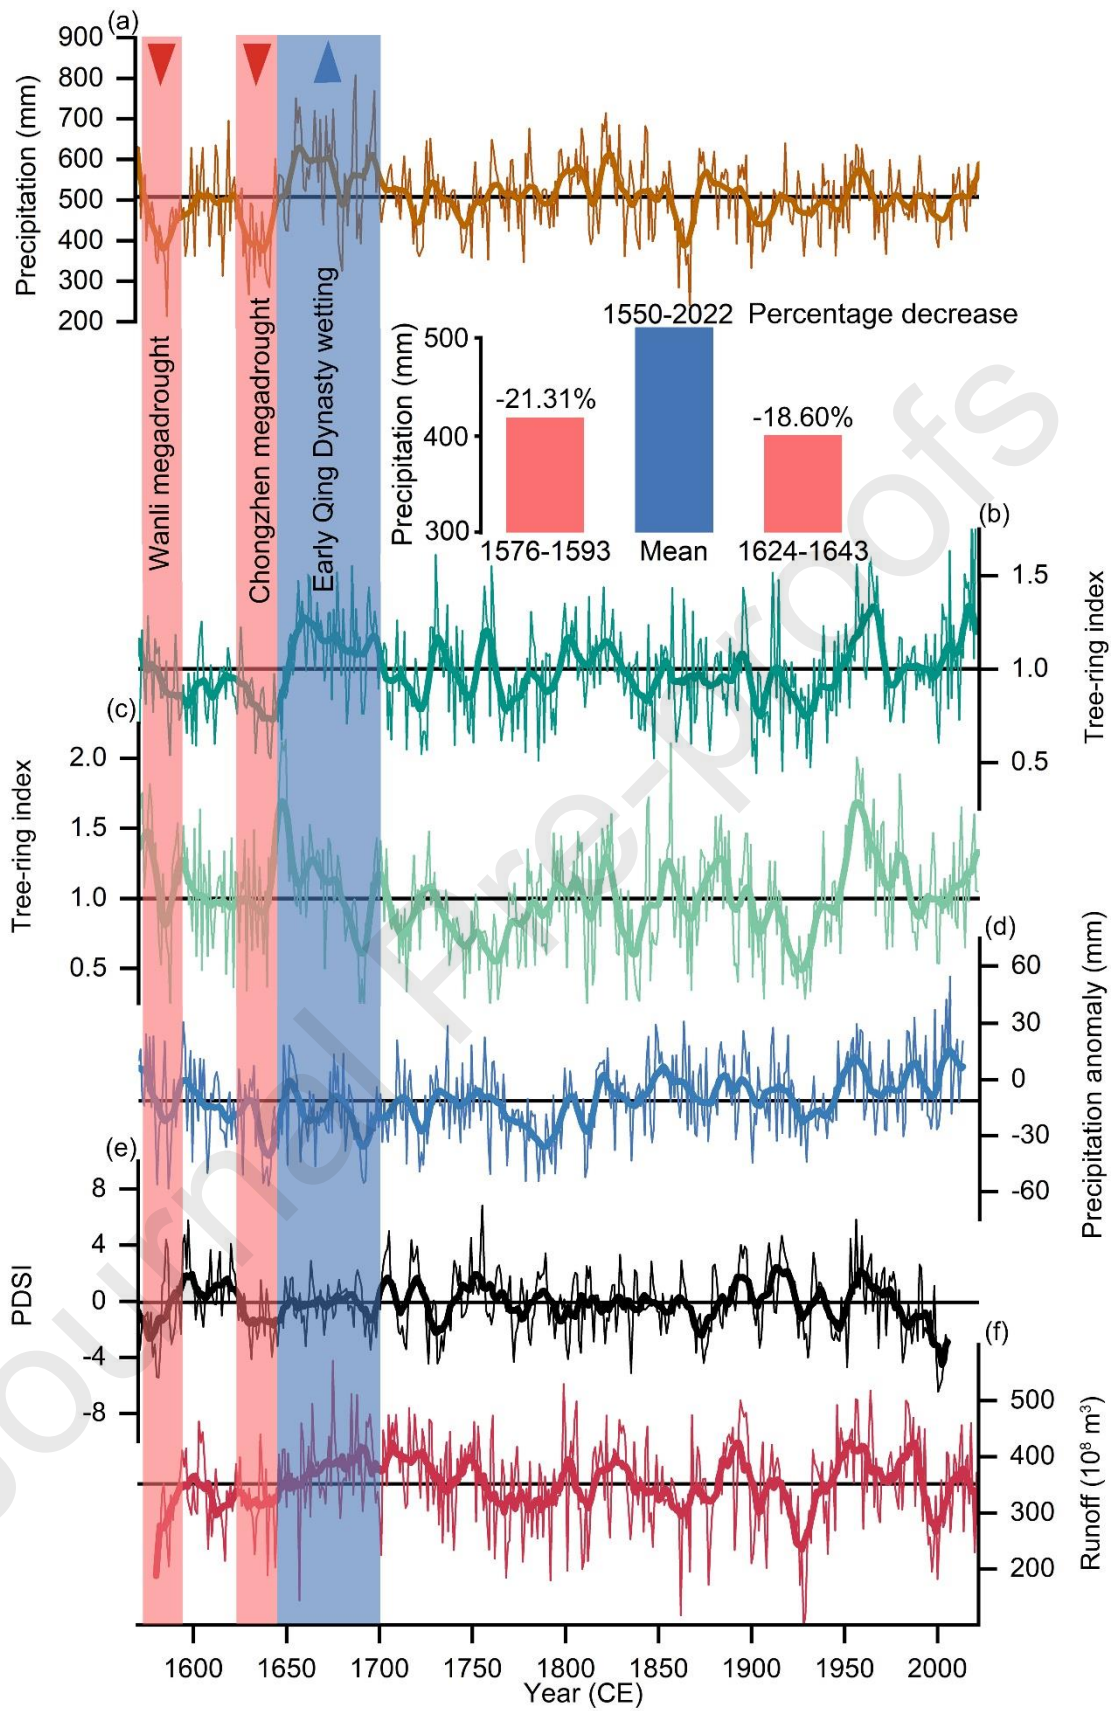 (a)
900
800
700
600
500
400
300
200
Precipitation (mm)
Wanli megadrought
Chongzhen megadrought
Early Qing Dynasty wetting
1550-2022 Percentage decrease
Precipitation (mm)
500
400
300
-21.31%
-18.60%
1576-1593 Mean 1624-1643
(b)
1.5
1.0
0.5
Tree-ring index
(c)
2.0
1.5
1.0
0.5
Tree-ring index
(d)
60
30
0
-30
-60
Precipitation anomaly (mm)
(e)
8
4
0
-4
-8
PDSI
(f)
500
400
300
200
Runoff (10⁸ m³)
1600 1650 1700 1750 1800 1850 1900 1950 2000
Year (CE)
Journal Pre-proofs